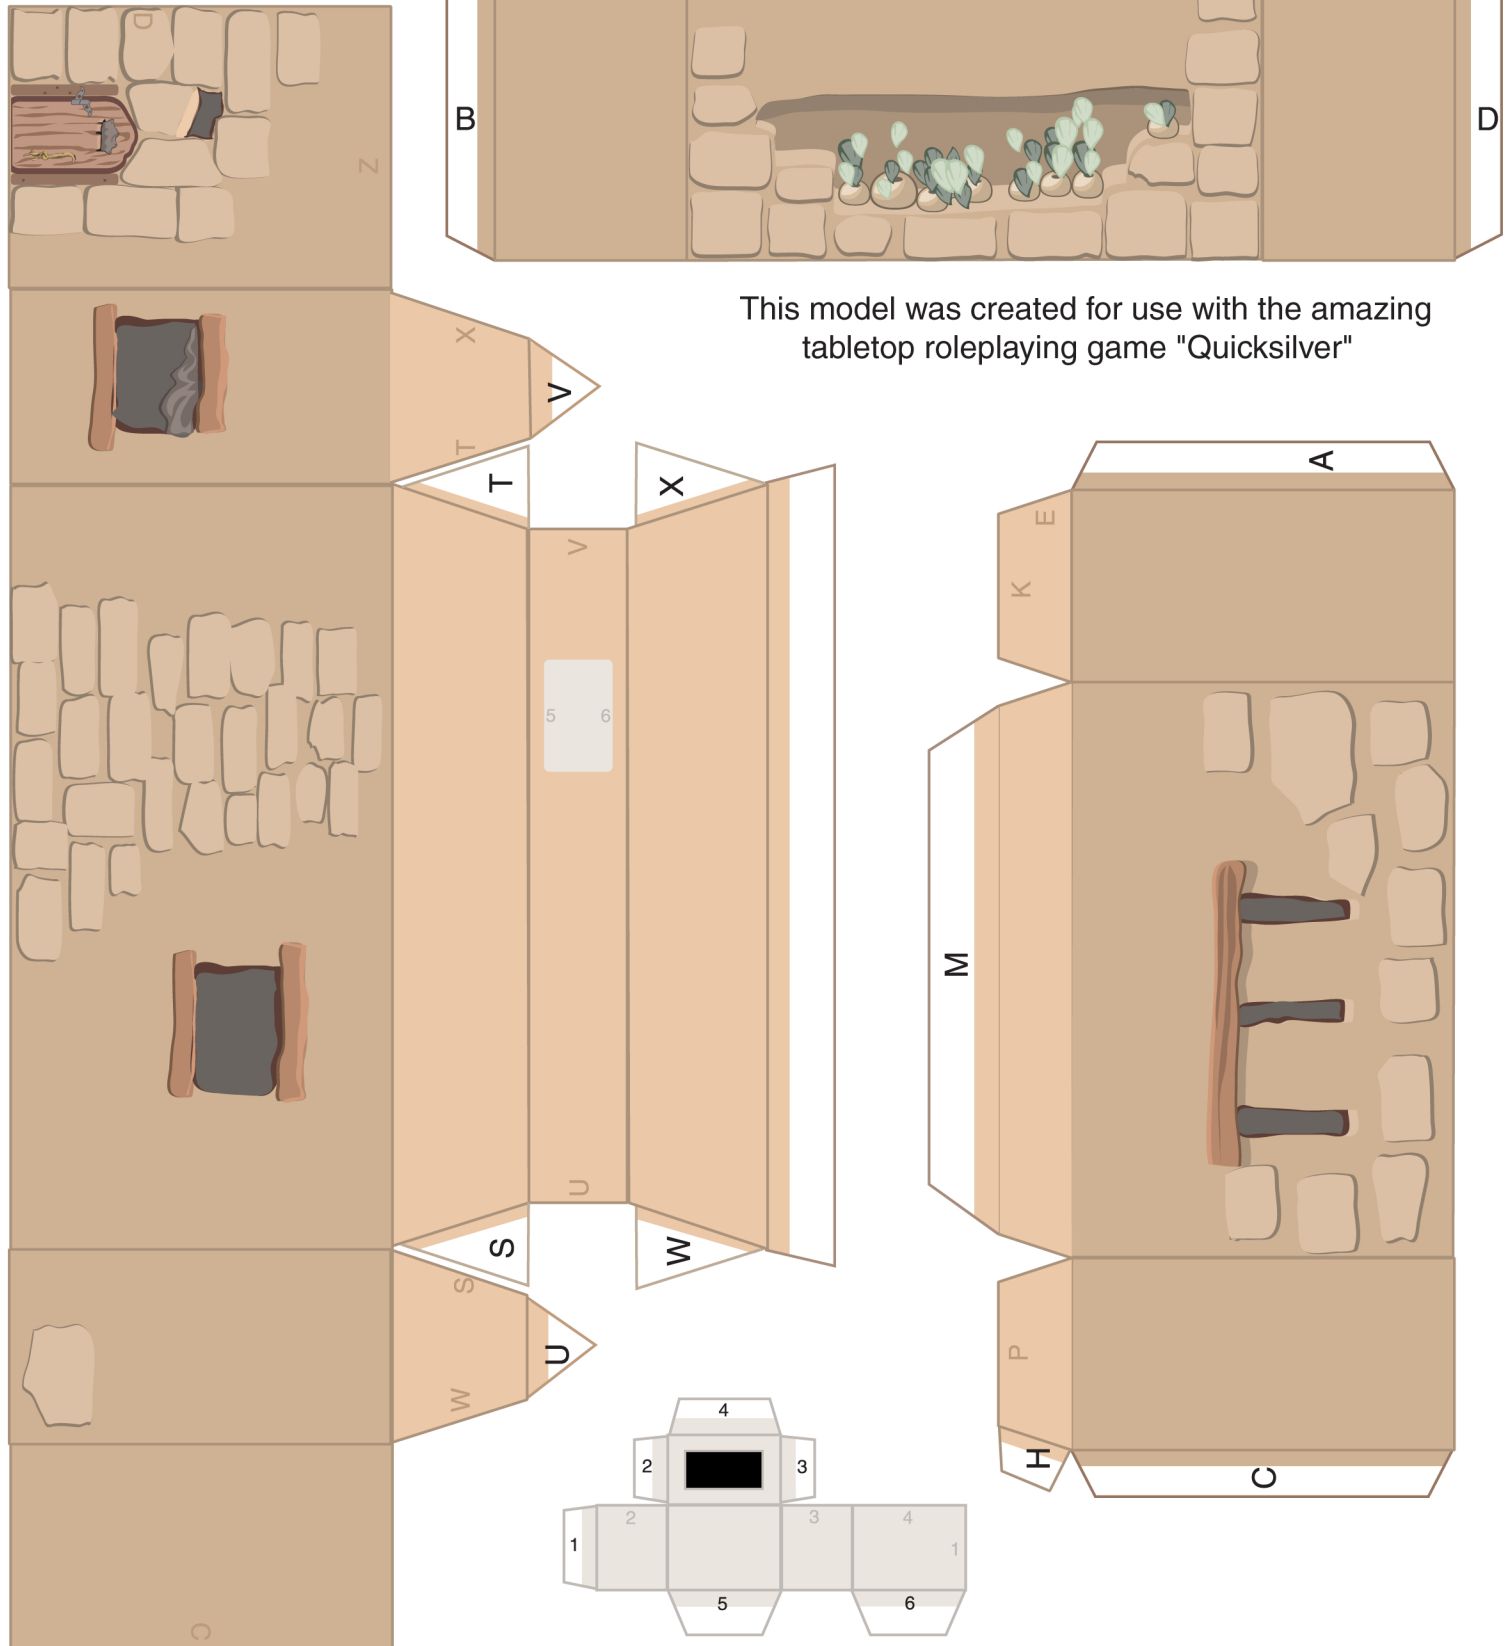 D
B
D
Z
This model was created for use with the amazing
tabletop roleplaying game "Quicksilver"
X
V
T
T
X
A
E
V
K
5 6
M
U
S
W
S
U
W
P
H
C
4
2 3
2 3 4
1 1
5 6
C